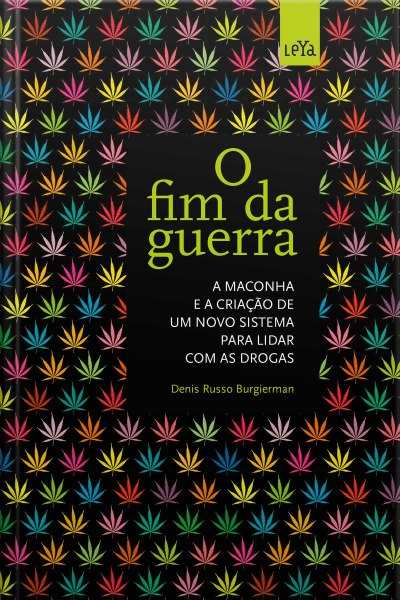 LeYa
O
fim da
guerra
A MACONHA
E A CRIAÇÃO DE
UM NOVO SISTEMA
PARA LIDAR
COM AS DROGAS
Denis Russo Burgierman